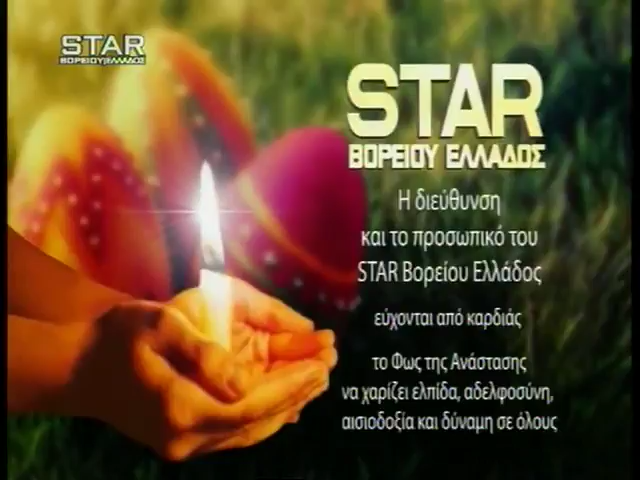 STAR
ΒΟΡΕΙΟΥ ΕΛΛΑΔΟΣ
STAR
ΒΟΡΕΙΟΥ ΕΛΛΑΔΟΣ
Η διεύθυνση
και το προσωπικό του
STAR Βορείου Ελλάδος
εύχονται από καρδιάς
το Φως της Ανάστασης
να χαρίζει ελπίδα, αδελφοσύνη,
αισιοδοξία και δύναμη σε όλους